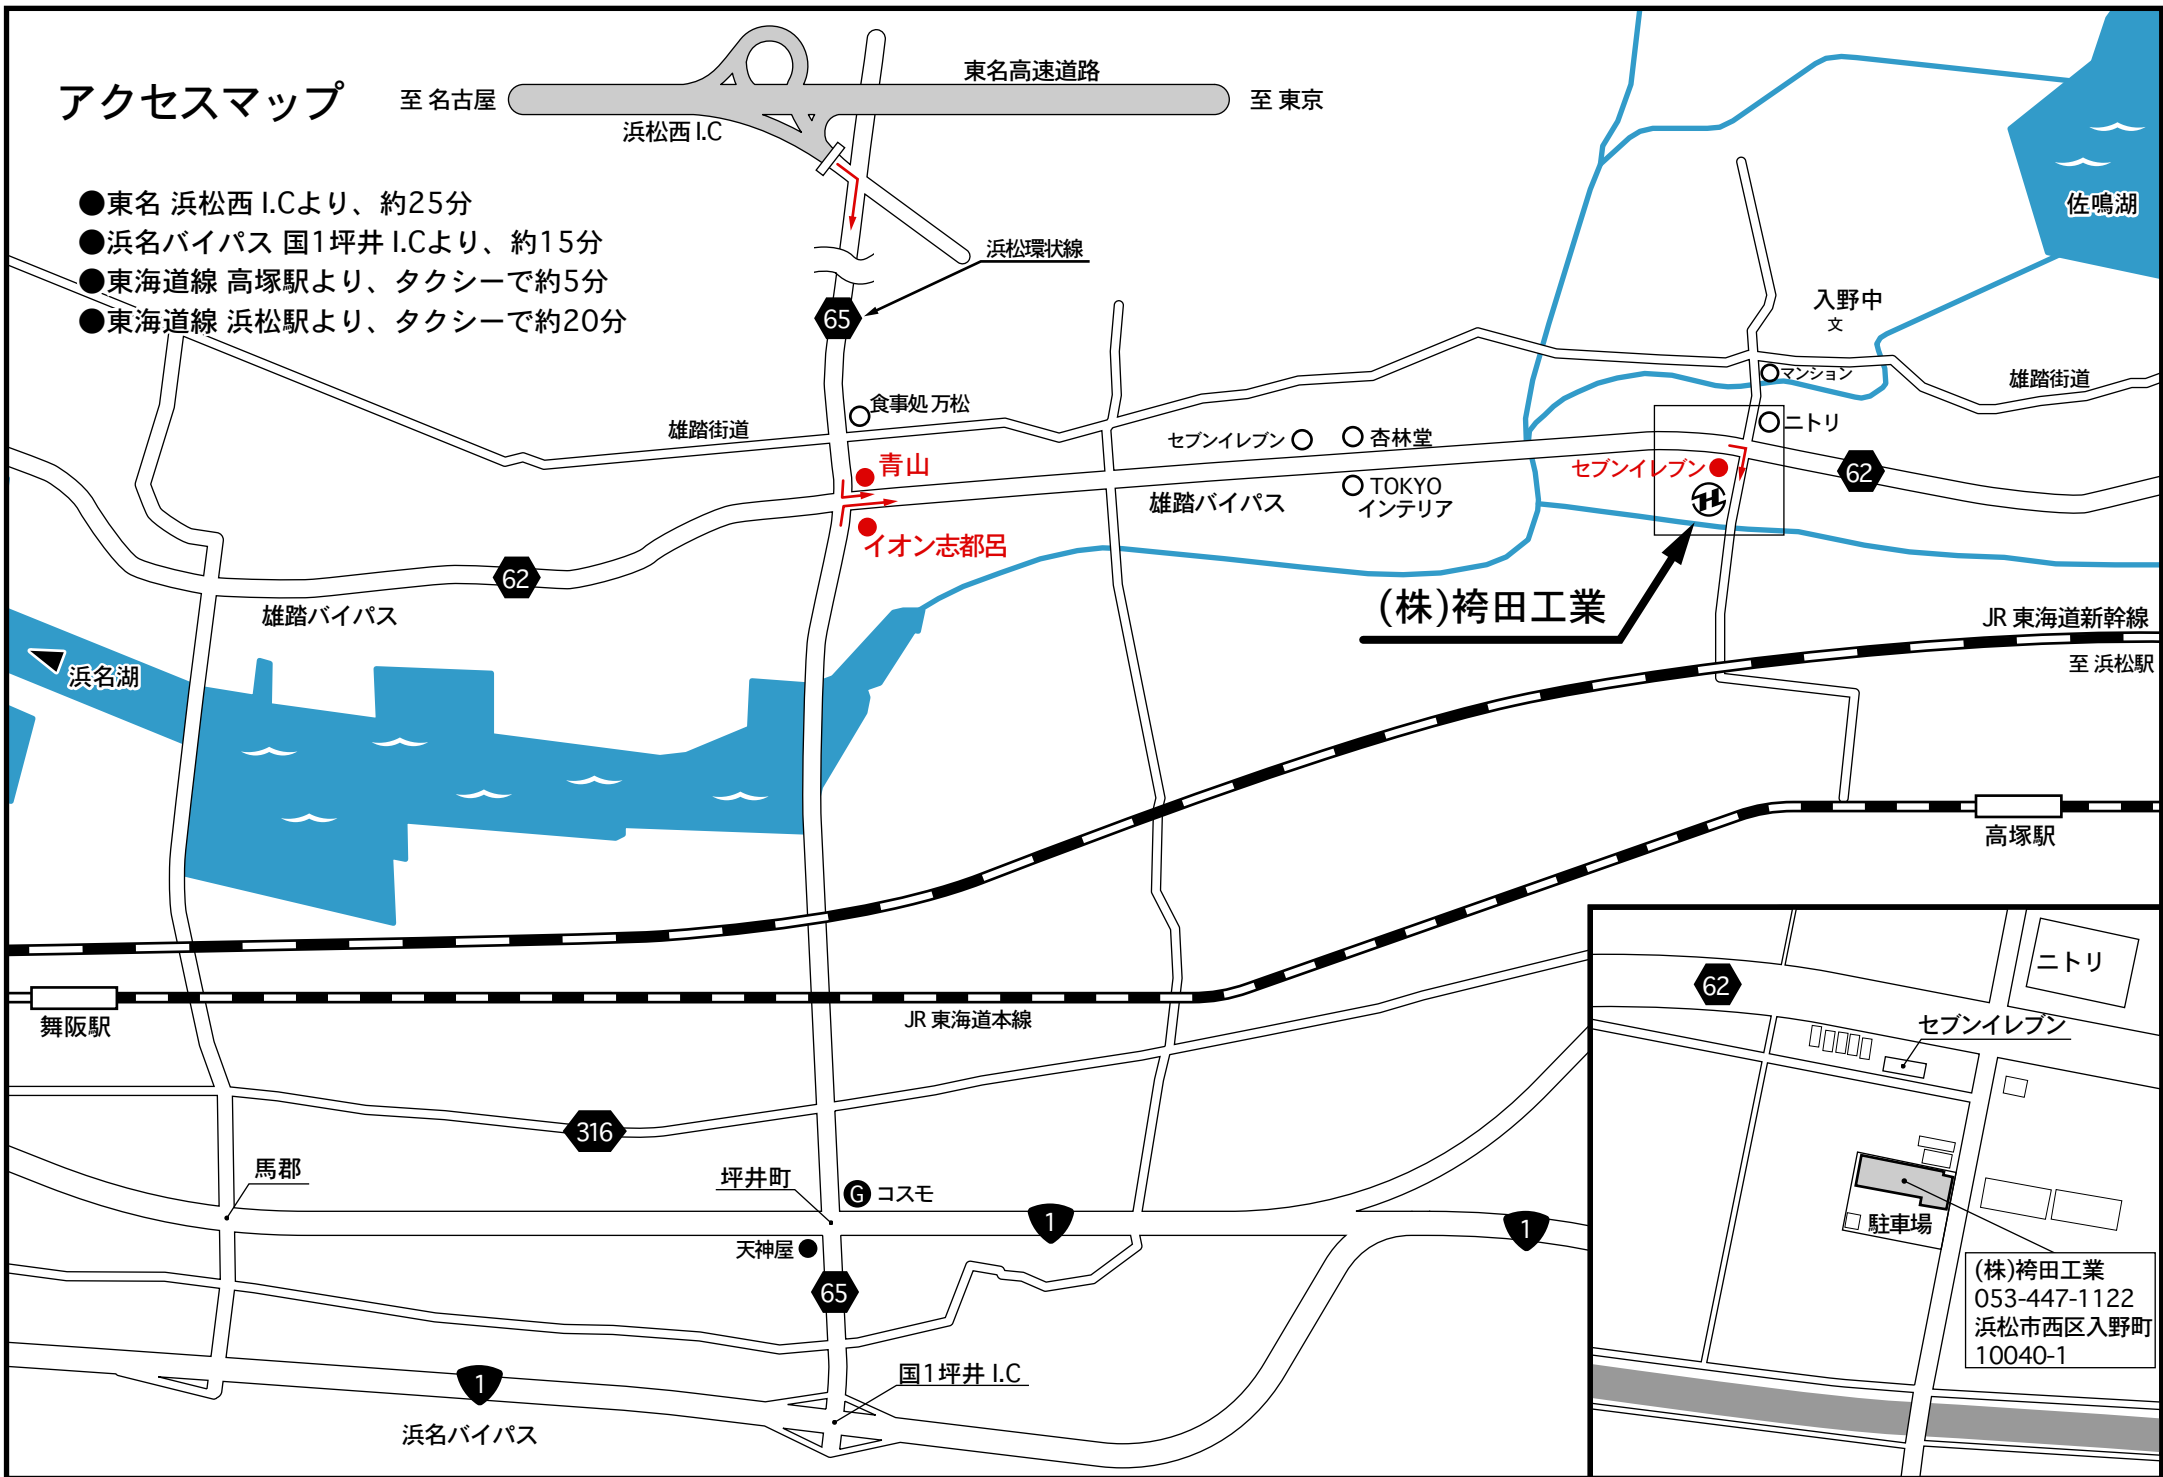 アクセスマップ
至 名古屋
東名高速道路
至 東京
浜松西 I.C
●東名 浜松西 I.Cより、約25分
●浜名バイパス 国1坪井 I.Cより、約15分
●東海道線 高塚駅より、タクシーで約5分
●東海道線 浜松駅より、タクシーで約20分
浜松環状線
65
佐鳴湖
入野中
文
マンション
雄踏街道
食事処 万松
雄踏街道
セブンイレブン
杏林堂
ニトリ
青山
セブンイレブン
62
TOKYO
インテリア
雄踏バイパス
イオン志都呂
62
雄踏バイパス
(株)袴田工業
JR 東海道新幹線
至 浜松駅
浜名湖
高塚駅
舞阪駅
JR 東海道本線
316
馬郡
坪井町
G コスモ
1
1
天神屋
65
国1坪井 I.C
1
浜名バイパス
ニトリ
62
セブンイレブン
駐車場
(株)袴田工業
053-447-1122
浜松市西区入野町
10040-1